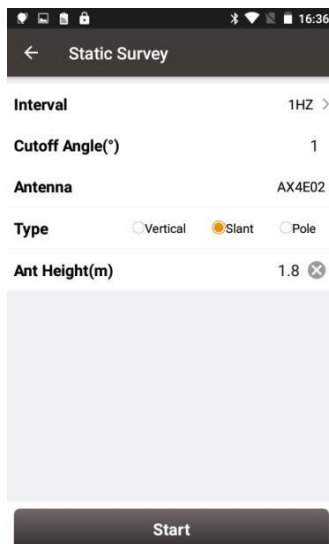 16:36
Static Survey
Interval 1HZ
Cutoff Angle(°) 1
Antenna AX4E02
Type Vertical Slant Pole
Ant Height(m) 1.8
Start